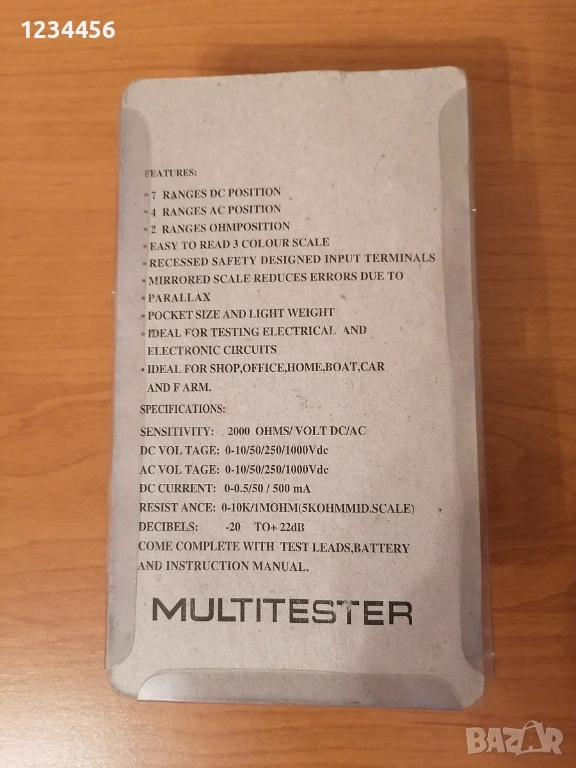 1234456
FEATURES:
• 7 RANGES DC POSITION
• 4 RANGES AC POSITION
• 2 RANGES OHMPOSITION
• EASY TO READ 3 COLOUR SCALE
• RECESSED SAFETY DESIGNED INPUT TERMINALS
• MIRRORED SCALE REDUCES ERRORS DUE TO
• PARALLAX
• POCKET SIZE AND LIGHT WEIGHT
• IDEAL FOR TESTING ELECTRICAL AND
ELECTRONIC CIRCUITS
• IDEAL FOR SHOP,OFFICE,HOME,BOAT,CAR
AND F ARM.
SPECIFICATIONS:
SENSITIVITY: 2000 OHMS/ VOLT DC/AC
DC VOL TAGE: 0-10/50/250/1000Vdc
AC VOL TAGE: 0-10/50/250/1000Vdc
DC CURRENT: 0-0.5/50 / 500 mA
RESIST ANCE: 0-10K/1MOHM(5KOHMMID.SCALE)
DECIBELS: -20 TO+ 22dB
COME COMPLETE WITH TEST LEADS,BATTERY
AND INSTRUCTION MANUAL.
MULTITESTER
BAZAR